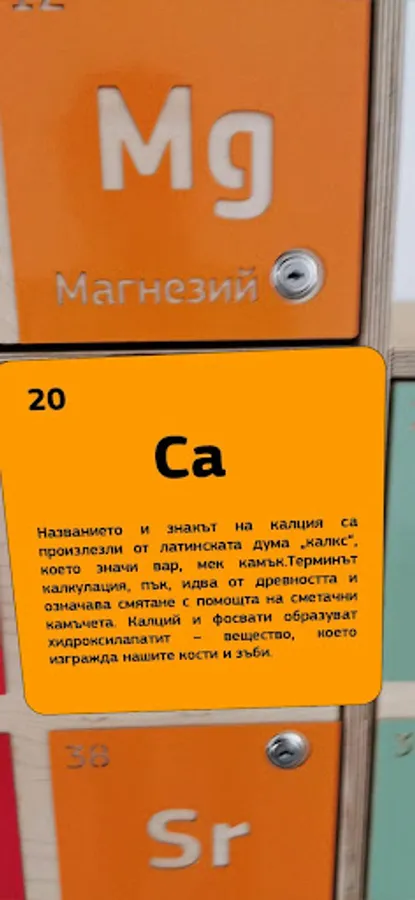 12
Mg
Магнезий
20
Ca
Названието и знакът на калция са
произлезли от латинската дума „калкс“,
което значи вар, мек камък.Терминът
калкулация, пък, идва от древността и
означава смятане с помощта на сметачни
камъчета. Калций и фосвати образуват
хидроксилапатит – вещество, което
изгражда нашите кости и зъби.
38
Sr